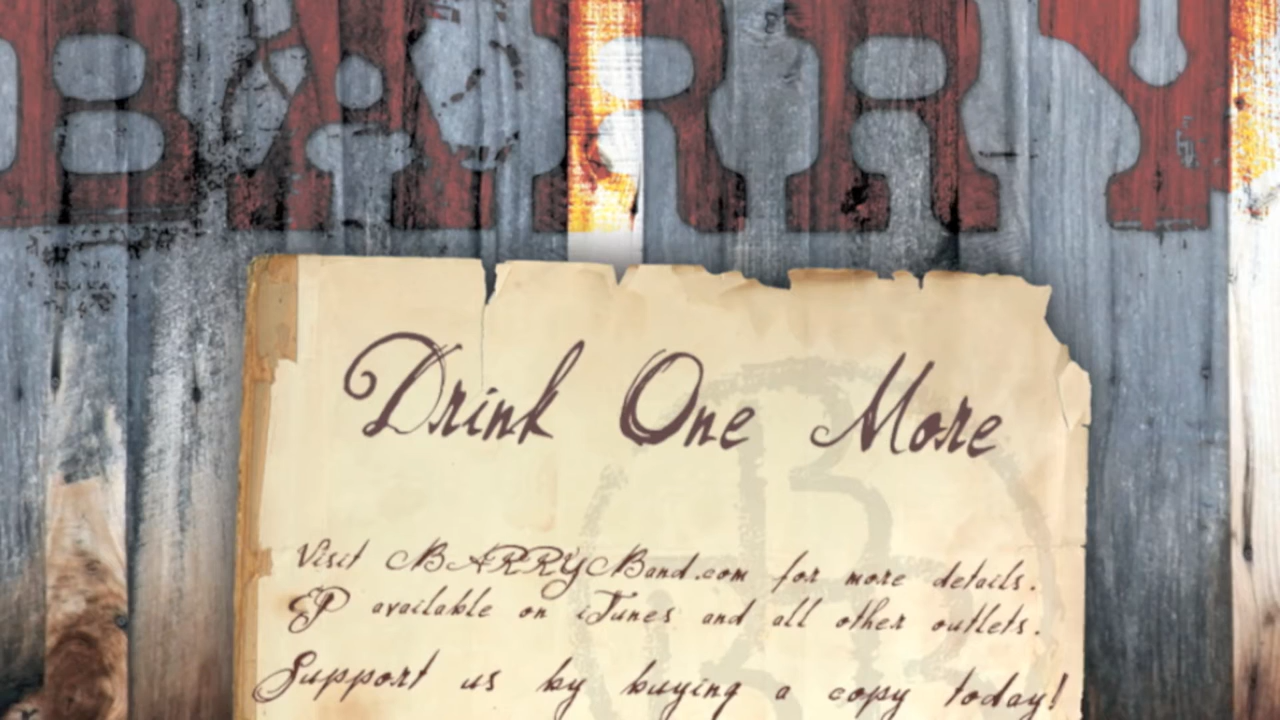 BARRY
Drink One More
Visit BARRYBand.com for more details.
EP available on iTunes and all other outlets.
Support us by buying a copy today!